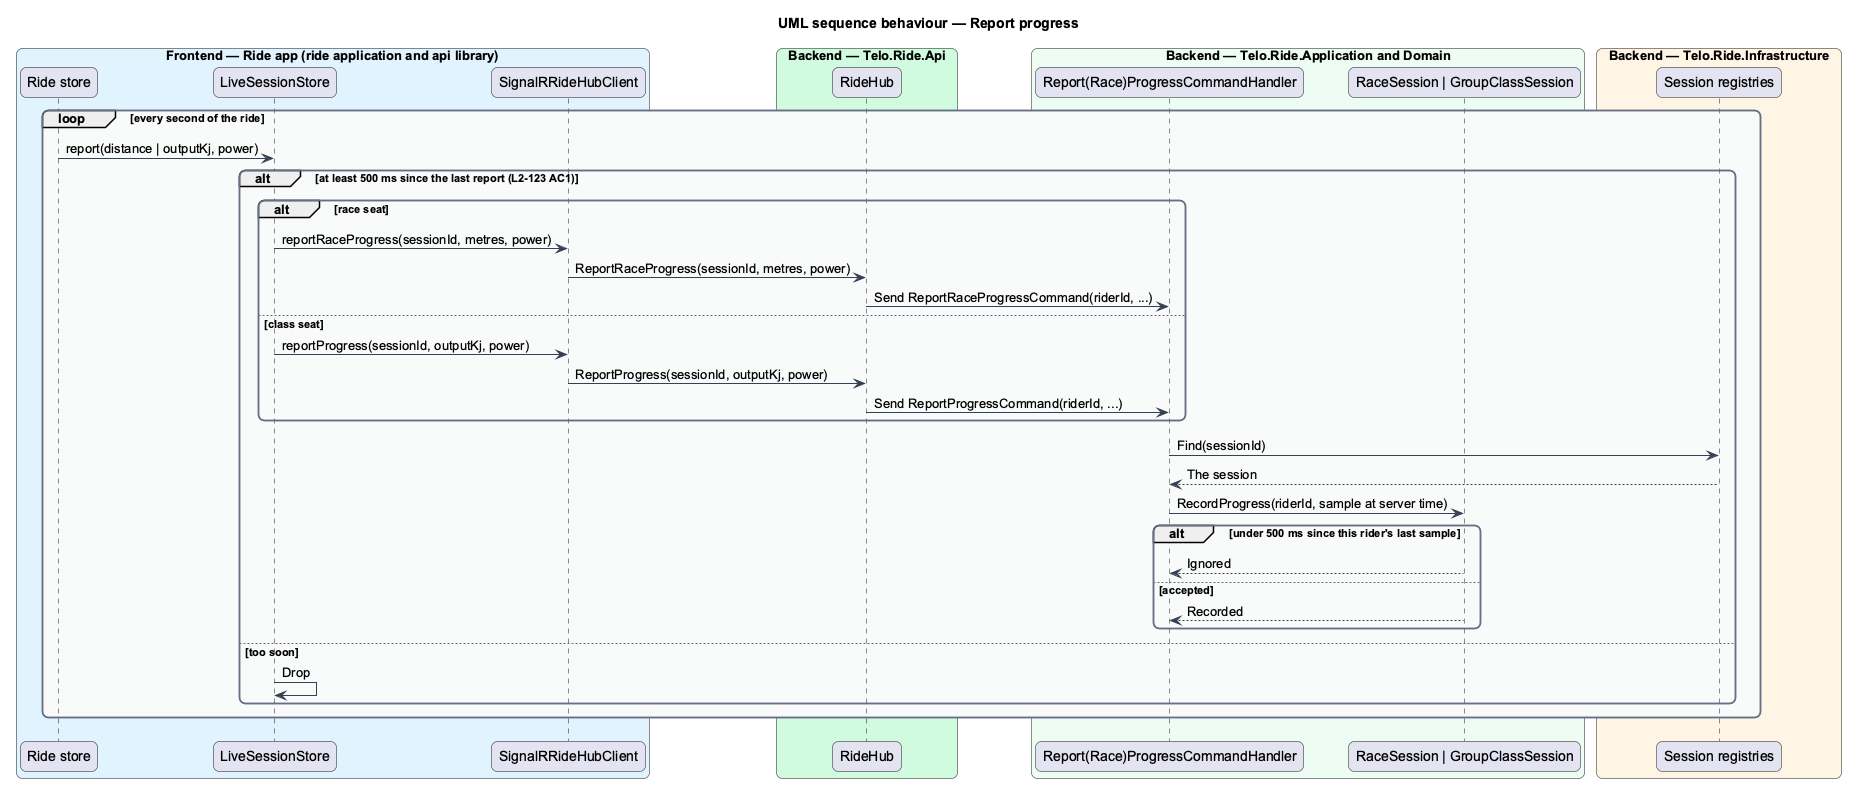 UML sequence behaviour — Report progress
Frontend — Ride app (ride application and api library)
Backend — Telo.Ride.Api
Backend — Telo.Ride.Application and Domain
Backend — Telo.Ride.Infrastructure
Ride store
LiveSessionStore
SignalRRideHubClient
RideHub
Report(Race)ProgressCommandHandler
RaceSession | GroupClassSession
Session registries
loop
[every second of the ride]
report(distance | outputKj, power)
alt
[at least 500 ms since the last report (L2-123 AC1)]
alt
[race seat]
reportRaceProgress(sessionId, metres, power)
ReportRaceProgress(sessionId, metres, power)
Send ReportRaceProgressCommand(riderId, ...)
[class seat]
reportProgress(sessionId, outputKj, power)
ReportProgress(sessionId, outputKj, power)
Send ReportProgressCommand(riderId, ...)
Find(sessionId)
The session
RecordProgress(riderId, sample at server time)
alt
[under 500 ms since this rider's last sample]
Ignored
[accepted]
Recorded
[too soon]
Drop
Ride store
LiveSessionStore
SignalRRideHubClient
RideHub
Report(Race)ProgressCommandHandler
RaceSession | GroupClassSession
Session registries